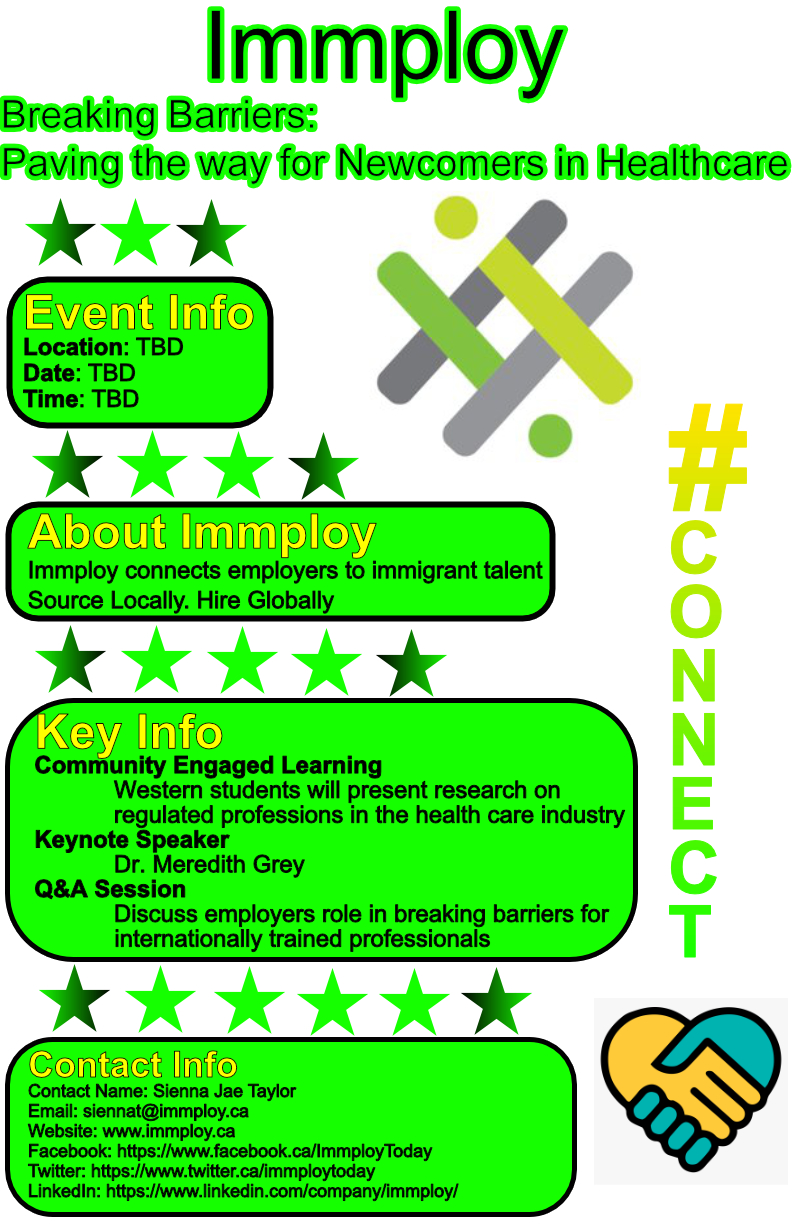 Immploy
Breaking Barriers:
Paving the way for Newcomers in Healthcare
Event Info
Location: TBD
Date: TBD
Time: TBD
About Immploy
Immploy connects employers to immigrant talent
Source Locally. Hire Globally
Key Info
Community Engaged Learning
Western students will present research on
regulated professions in the health care industry
Keynote Speaker
Dr. Meredith Grey
Q&A Session
Discuss employers role in breaking barriers for
internationally trained professionals
Contact Info
Contact Name: Sienna Jae Taylor
Email: siennat@immploy.ca
Website: www.immploy.ca
Facebook: https://www.facebook.ca/ImmployToday
Twitter: https://www.twitter.ca/immploytoday
LinkedIn: https://www.linkedin.com/company/immploy/
#CONNECT